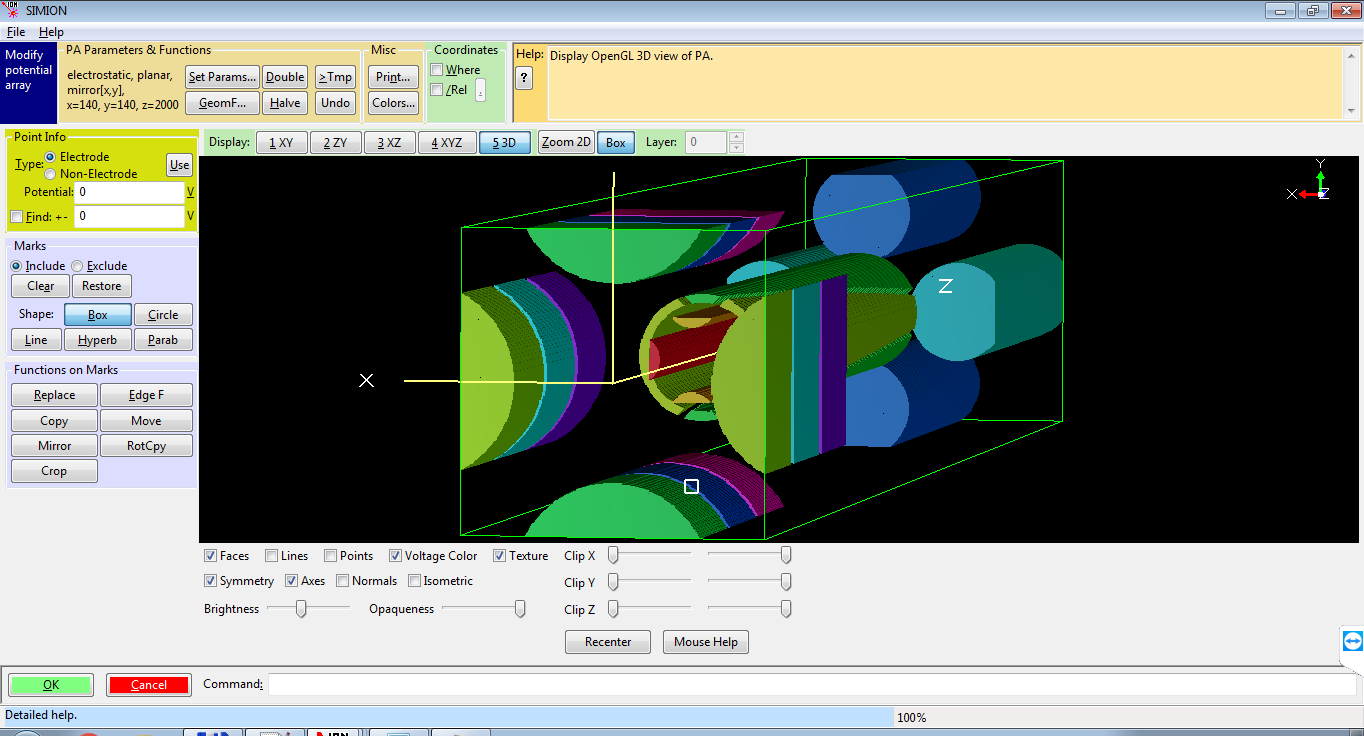 SIMION
File Help
Modify potential array
PA Parameters & Functions
electrostatic, planar,
mirror[x,y],
x=140, y=140, z=2000
Set Params... Double >Tmp
GeomF... Halve Undo
Misc
Print...
Colors...
Coordinates
Where
/Rel .
Help:
?
Display OpenGL 3D view of PA.
Point Info
Type: Electrode
Non-Electrode
Use
Potential: 0 V
Find: +- 0 V
Display: 1 XY 2 ZY 3 XZ 4 XYZ 5 3D Zoom 2D Box Layer: 0
Marks
Include Exclude
Clear Restore
Shape: Box Circle
Line Hyperb Parab
Functions on Marks
Replace Edge F
Copy Move
Mirror RotCpy
Crop
Y
X Z
Z
X
Faces Lines Points Voltage Color Texture Clip X
Symmetry Axes Normals Isometric Clip Y
Brightness Opaqueness Clip Z
Recenter Mouse Help
OK Cancel Command:
Detailed help. 100%